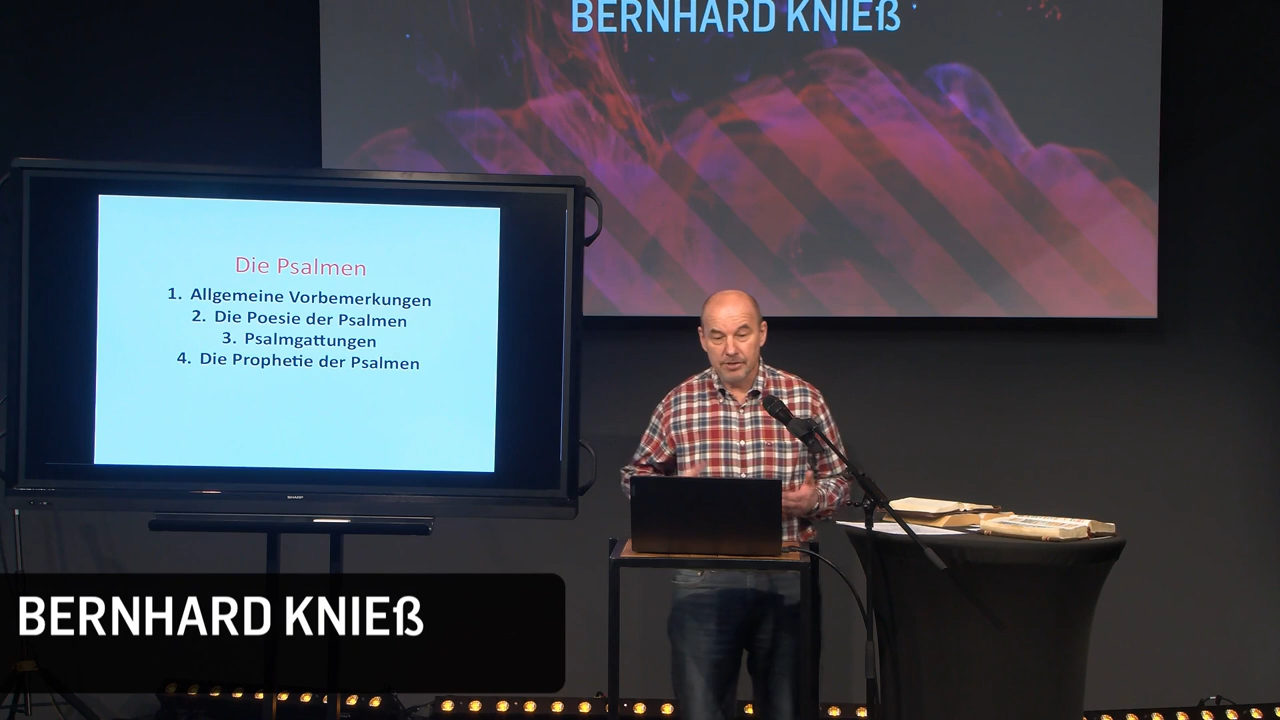 BERNHARD KNIEß
Die Psalmen
1. Allgemeine Vorbemerkungen
2. Die Poesie der Psalmen
3. Psalmgattungen
4. Die Prophetie der Psalmen
SHARP
BERNHARD KNIEß